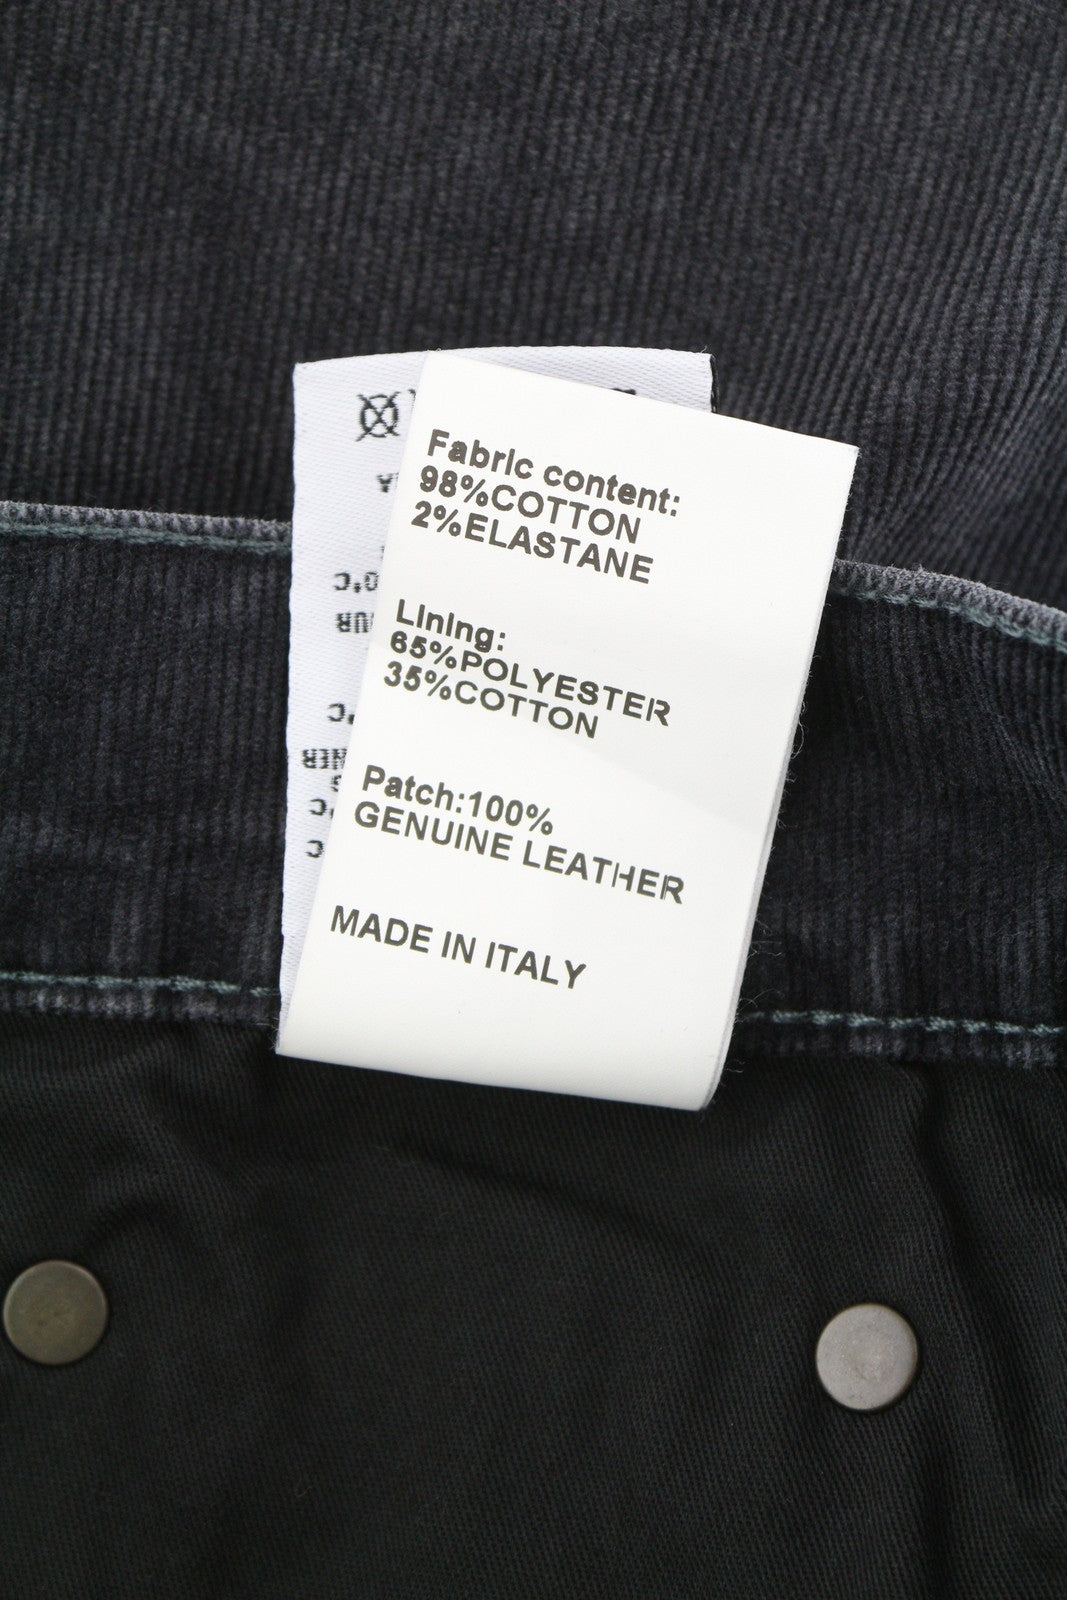 Fabric content:
98%COTTON
2%ELASTANE
Lining:
65%POLYESTER
35%COTTON
Patch:100%
GENUINE LEATHER
MADE IN ITALY